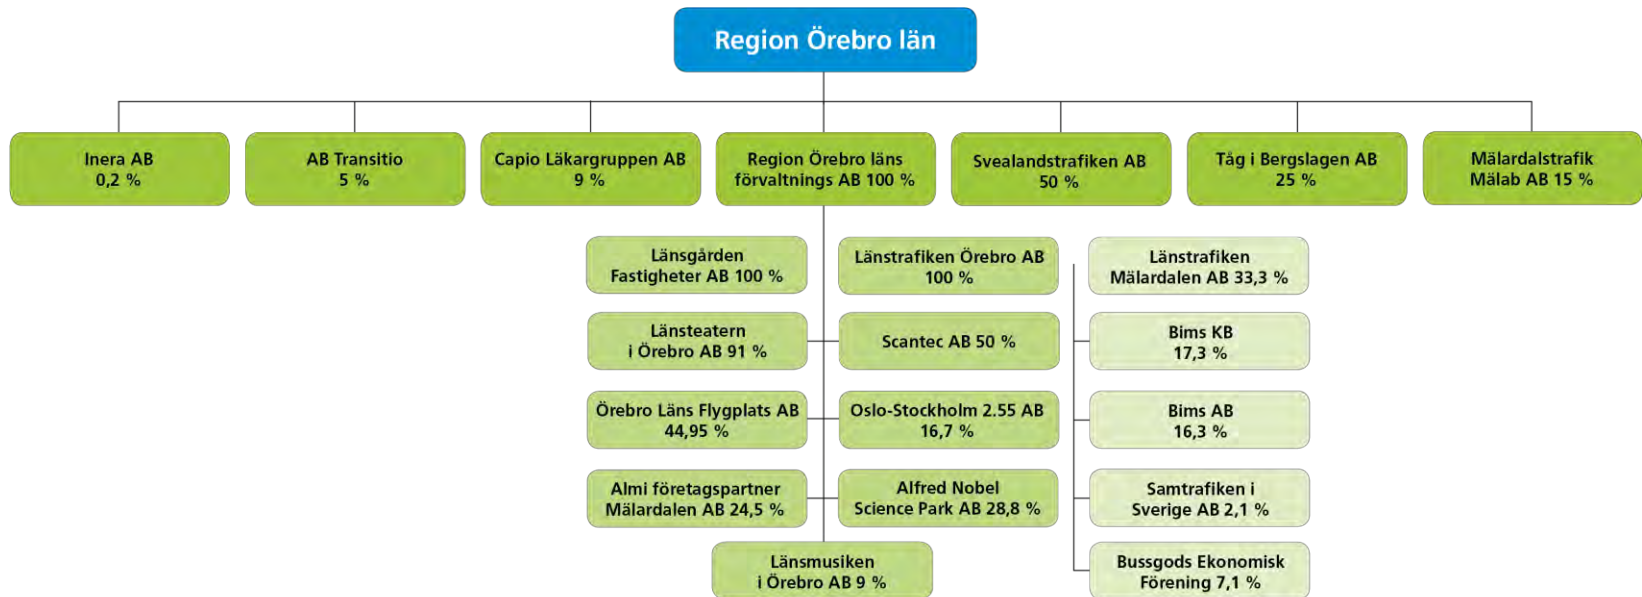 Region Örebro län
Inera AB
0,2 %
AB Transitio
5 %
Capio Läkargruppen AB
9 %
Region Örebro läns
förvaltnings AB 100 %
Svealandstrafiken AB
50 %
Tåg i Bergslagen AB
25 %
Mälardalstrafik
Mälab AB 15 %
Länsgården
Fastigheter AB 100 %
Länstrafiken Örebro AB
100 %
Länstrafiken
Mälardalen AB 33,3 %
Länsteatern
i Örebro AB 91 %
Scantec AB 50 %
Bims KB
17,3 %
Örebro Läns Flygplats AB
44,95 %
Oslo-Stockholm 2.55 AB
16,7 %
Bims AB
16,3 %
Almi företagspartner
Mälardalen AB 24,5 %
Alfred Nobel
Science Park AB 28,8 %
Samtrafiken i
Sverige AB 2,1 %
Länsmusiken
i Örebro AB 9 %
Bussgods Ekonomisk
Förening 7,1 %